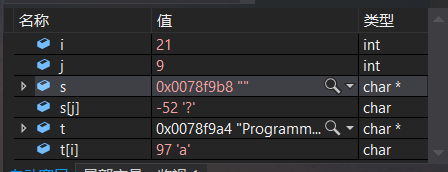 名称 值 类型
i 21 int
j 9 int
s 0x0078f9b8 "" char *
s[j] -52 '?' char
t 0x0078f9a4 "Programm... char *
t[i] 97 'a' char